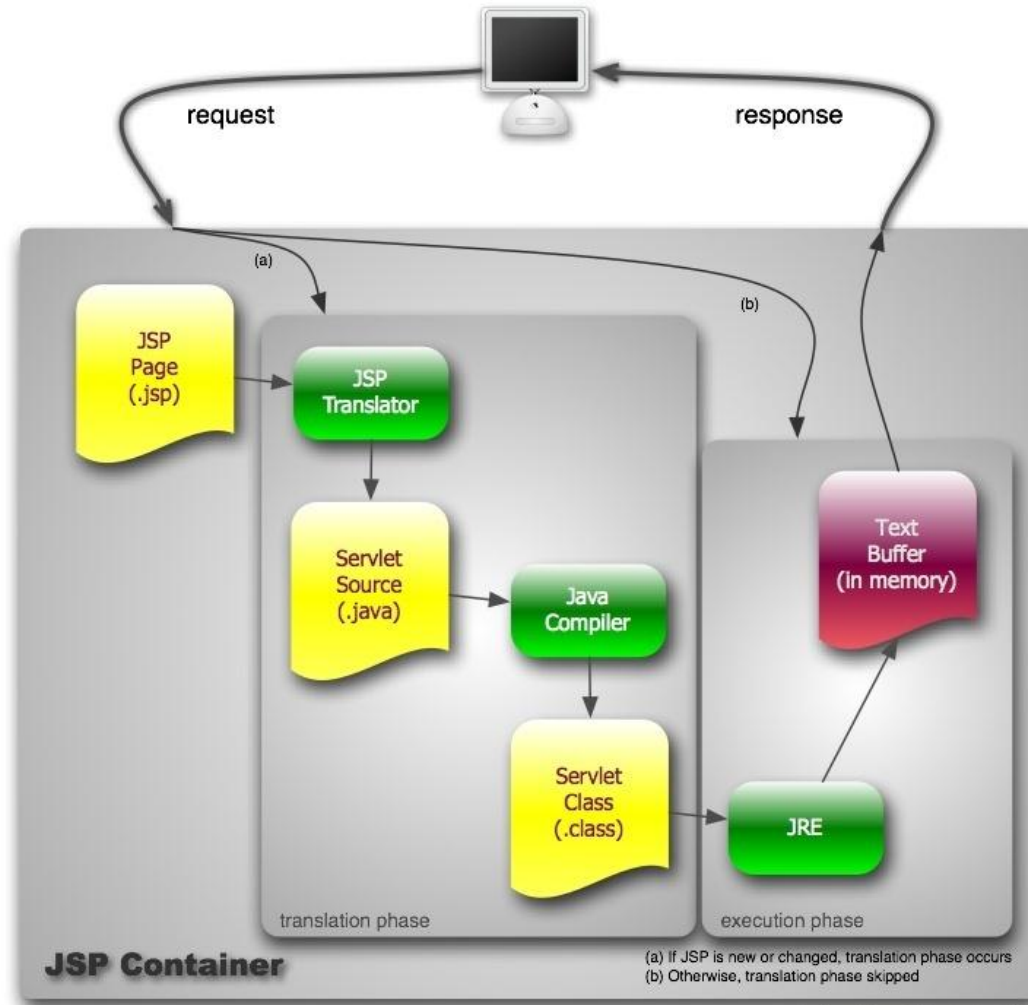 request
response
(a)
(b)
JSP
Page
(.jsp)
JSP
Translator
Servlet
Source
(.java)
Java
Compiler
Text
Buffer
(in memory)
Servlet
Class
(.class)
JRE
translation phase
execution phase
JSP Container
(a) If JSP is new or changed, translation phase occurs
(b) Otherwise, translation phase skipped